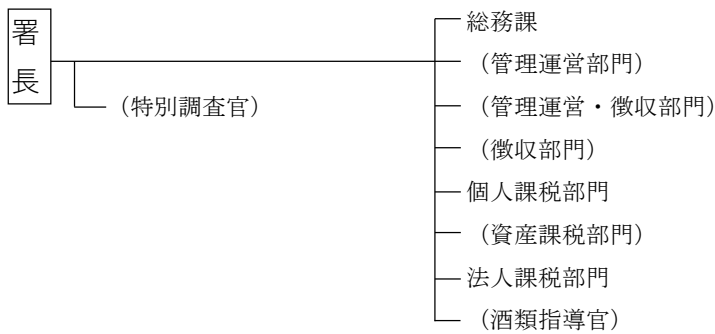 署長
総務課
（管理運営部門）
（特別調査官）
（管理運営・徴収部門）
（徴収部門）
個人課税部門
（資産課税部門）
法人課税部門
（酒類指導官）